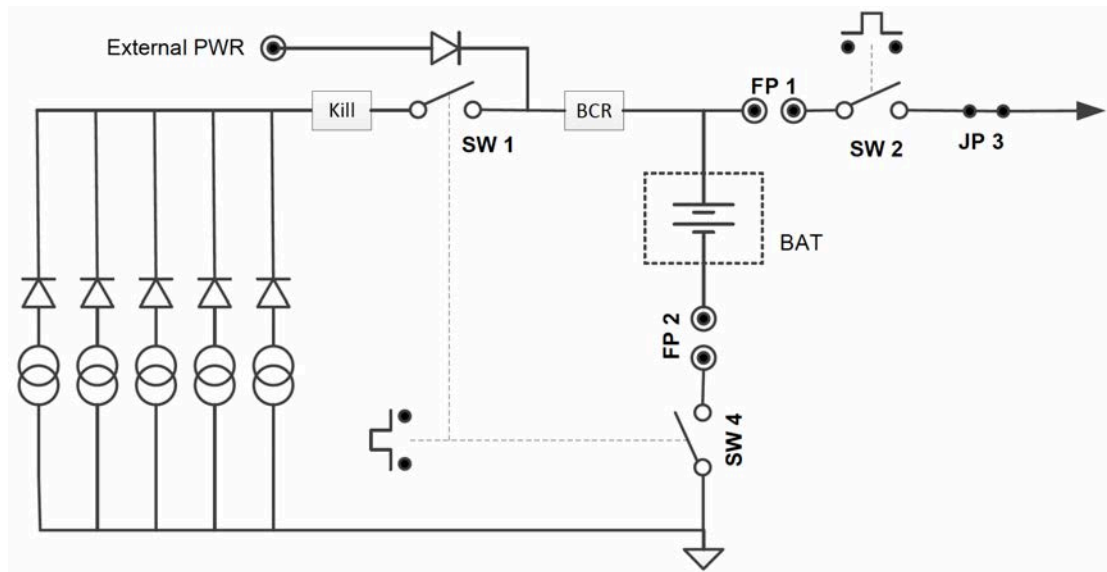 External PWR
FP 1
Kill
BCR
SW 1
SW 2
JP 3
BAT
FP 2
SW 4